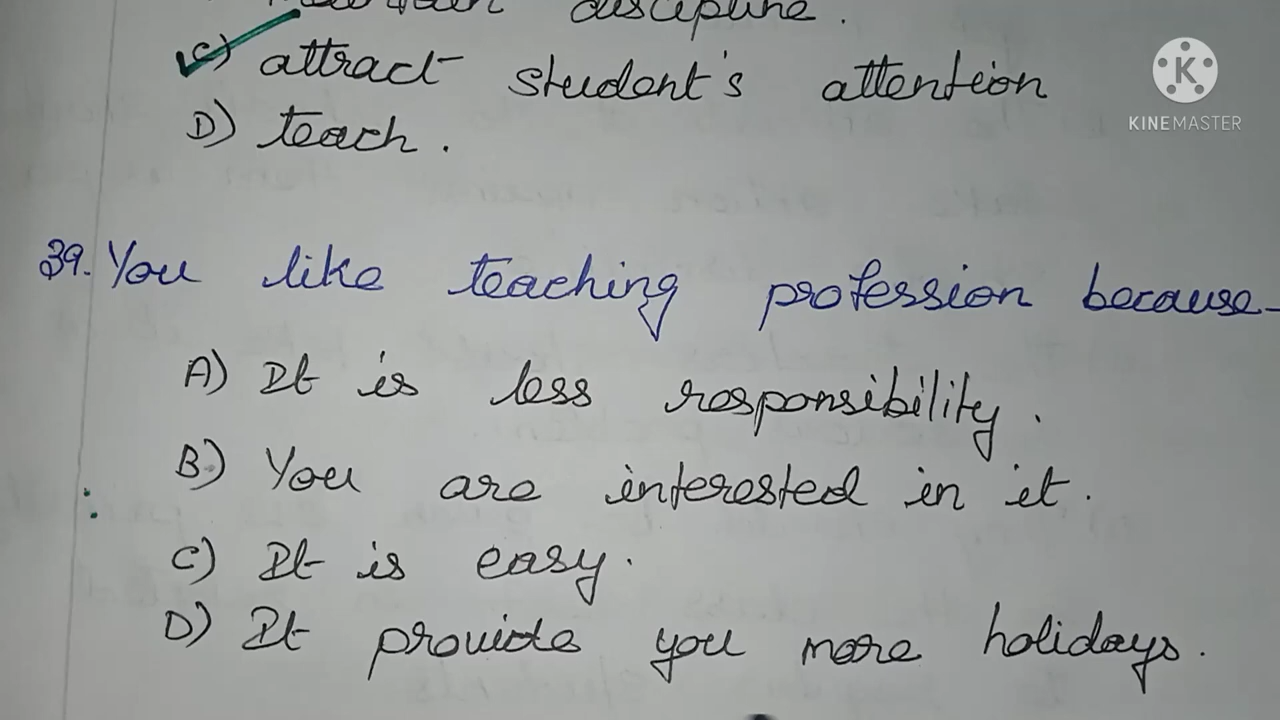 discipline.
C) attract student's attention
D) teach.
KINEMASTER
39. You like teaching profession because-
A) It is less responsibility.
B) You are interested in it.
C) It is easy.
D) It provide you more holidays.